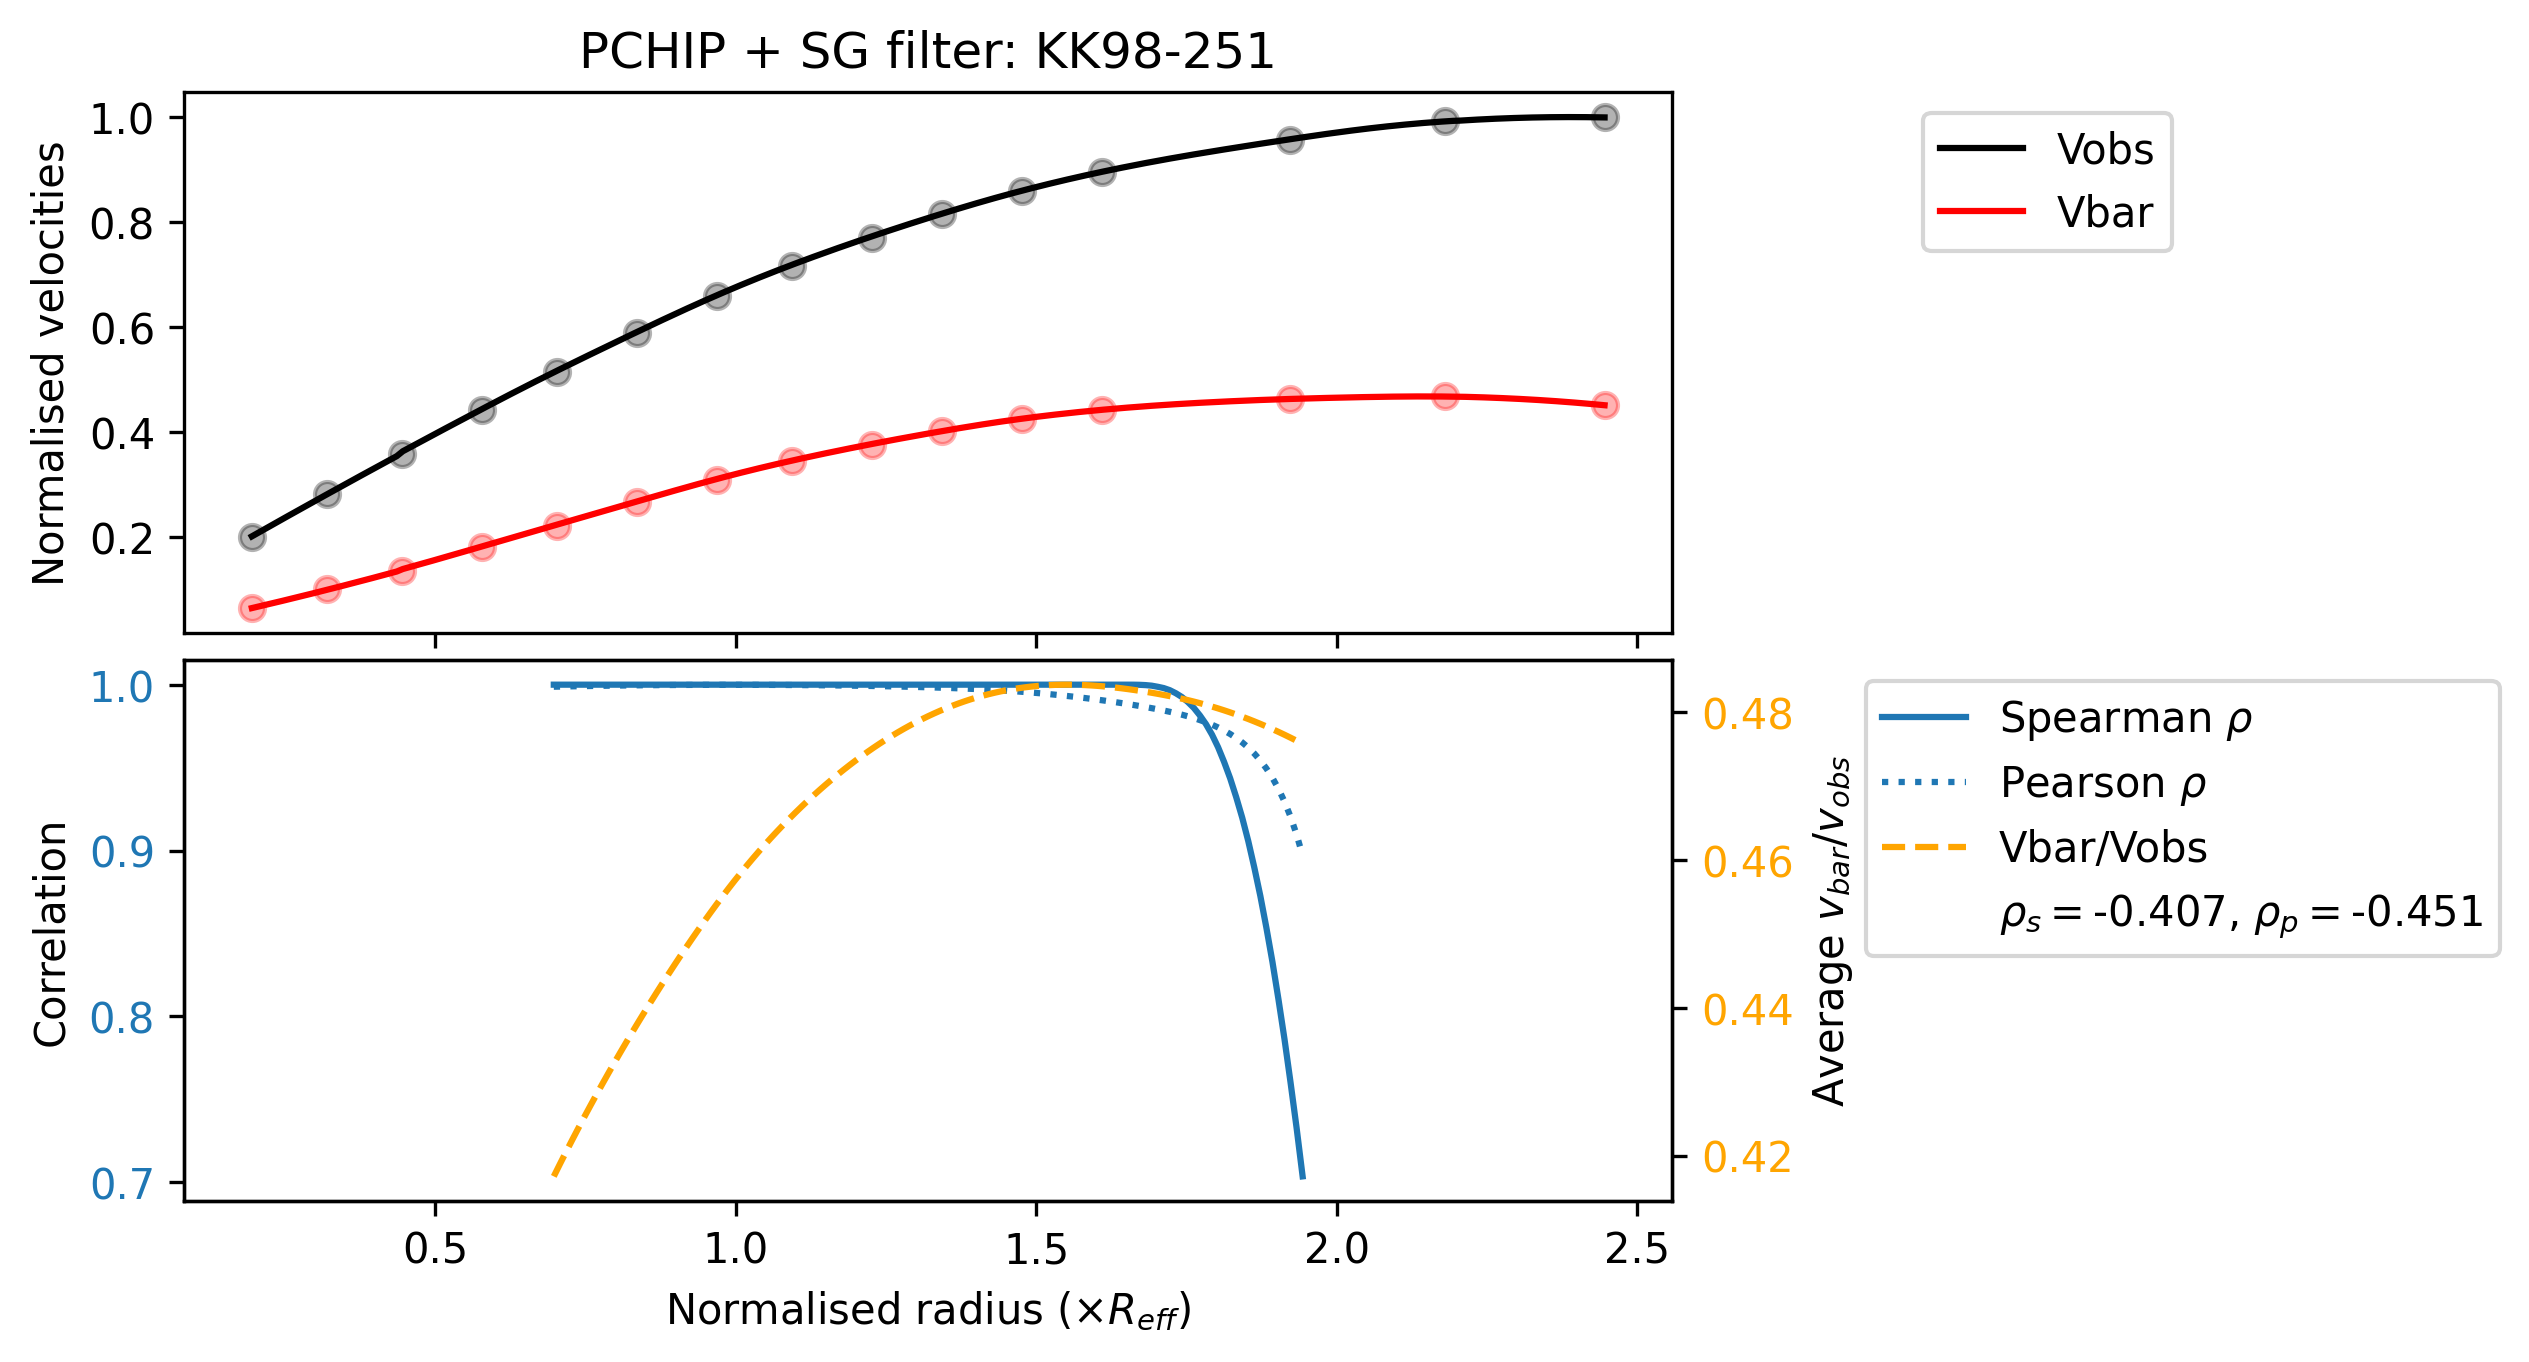 PCHIP + SG filter: KK98-251
Normalised velocities
1.0
0.8
0.6
0.4
0.2
Vobs
Vbar
Correlation
1.0
0.9
0.8
0.7
0.48
0.46
0.44
0.42
Average v_bar/v_obs
Spearman ρ
Pearson ρ
Vbar/Vobs
ρ_s = -0.407, ρ_p = -0.451
0.5 1.0 1.5 2.0 2.5
Normalised radius (×R_eff)